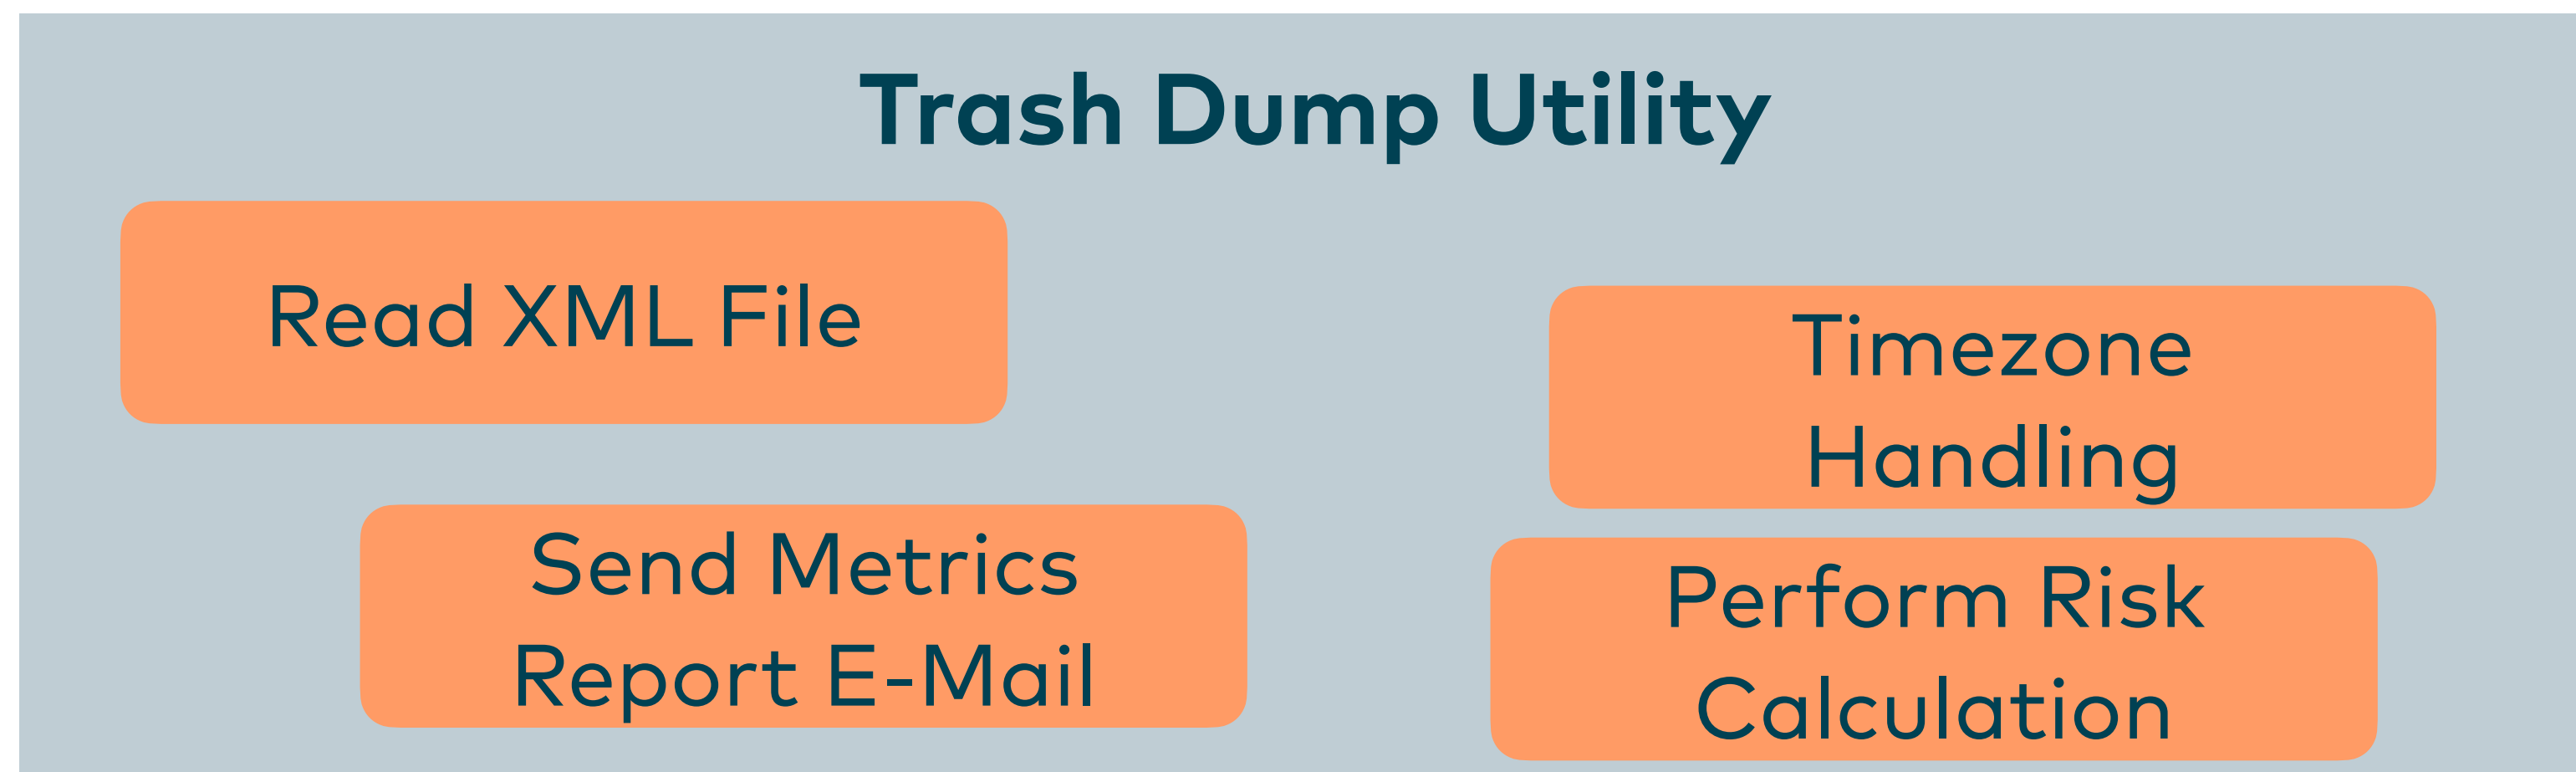 Trash Dump Utility
Read XML File
Timezone
Handling
Send Metrics
Report E-Mail
Perform Risk
Calculation